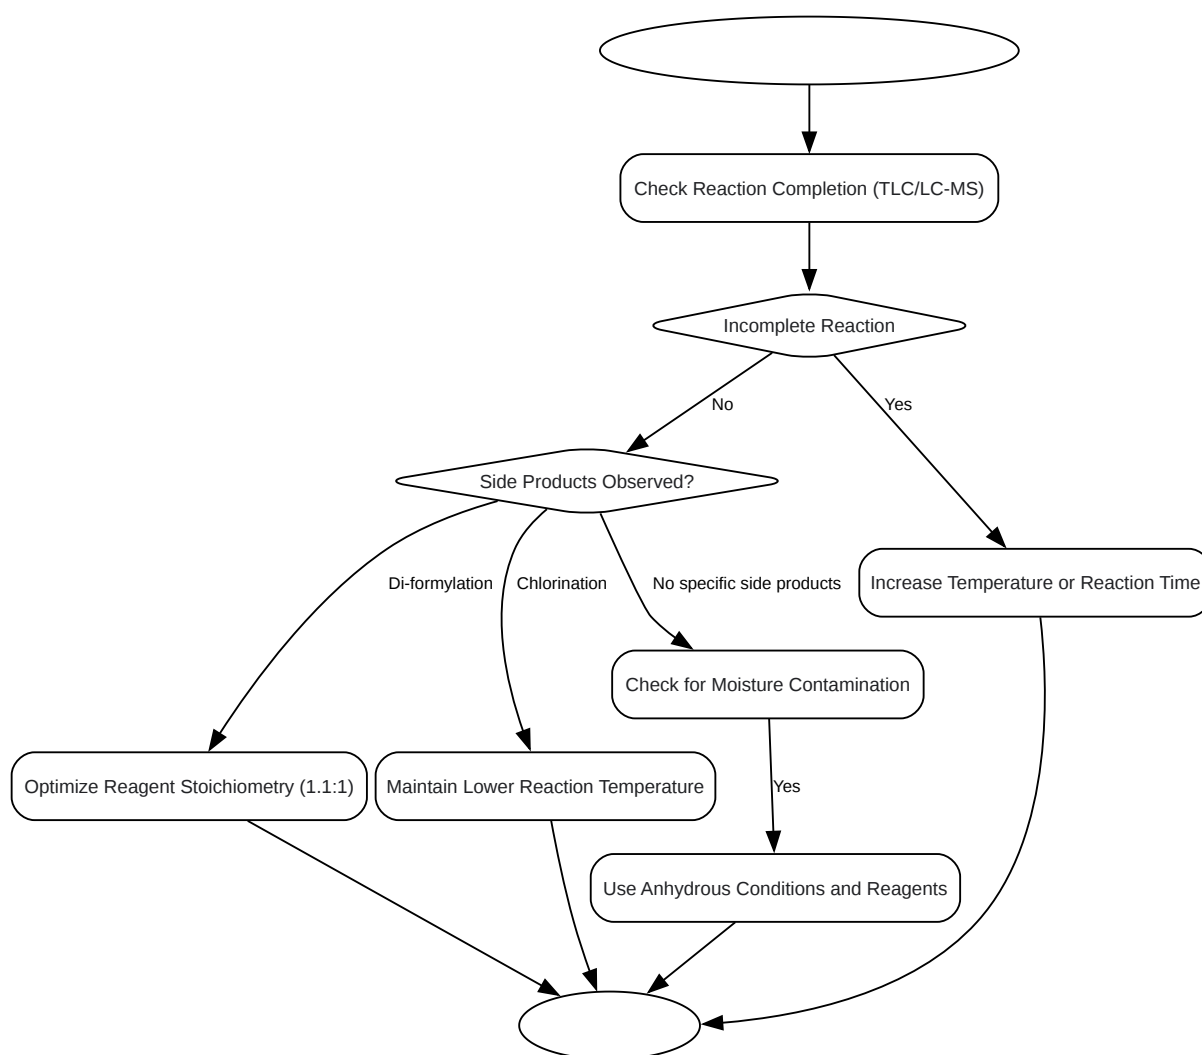 Check Reaction Completion (TLC/LC-MS)
Incomplete Reaction
No
Yes
Side Products Observed?
Di-formylation
Chlorination
No specific side products
Increase Temperature or Reaction Time
Check for Moisture Contamination
Optimize Reagent Stoichiometry (1.1:1)
Maintain Lower Reaction Temperature
Yes
Use Anhydrous Conditions and Reagents